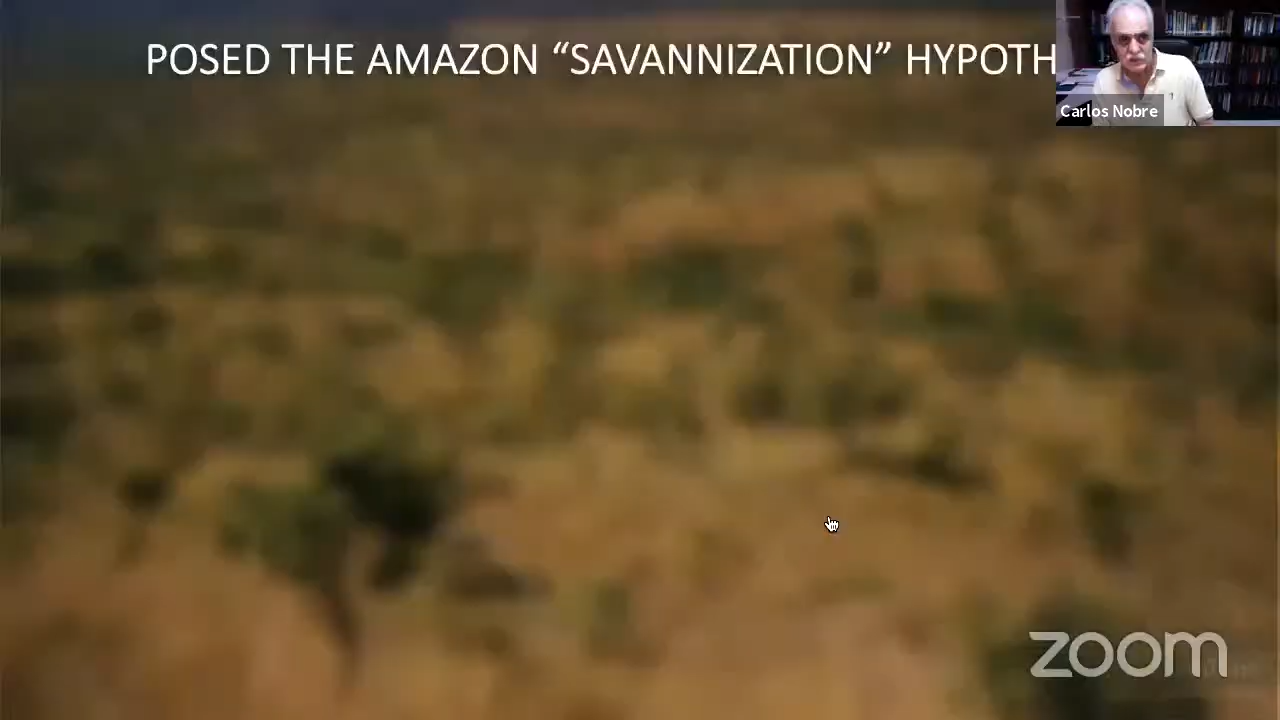 POSED THE AMAZON “SAVANNIZATION” HYPOTH
Carlos Nobre
zoom